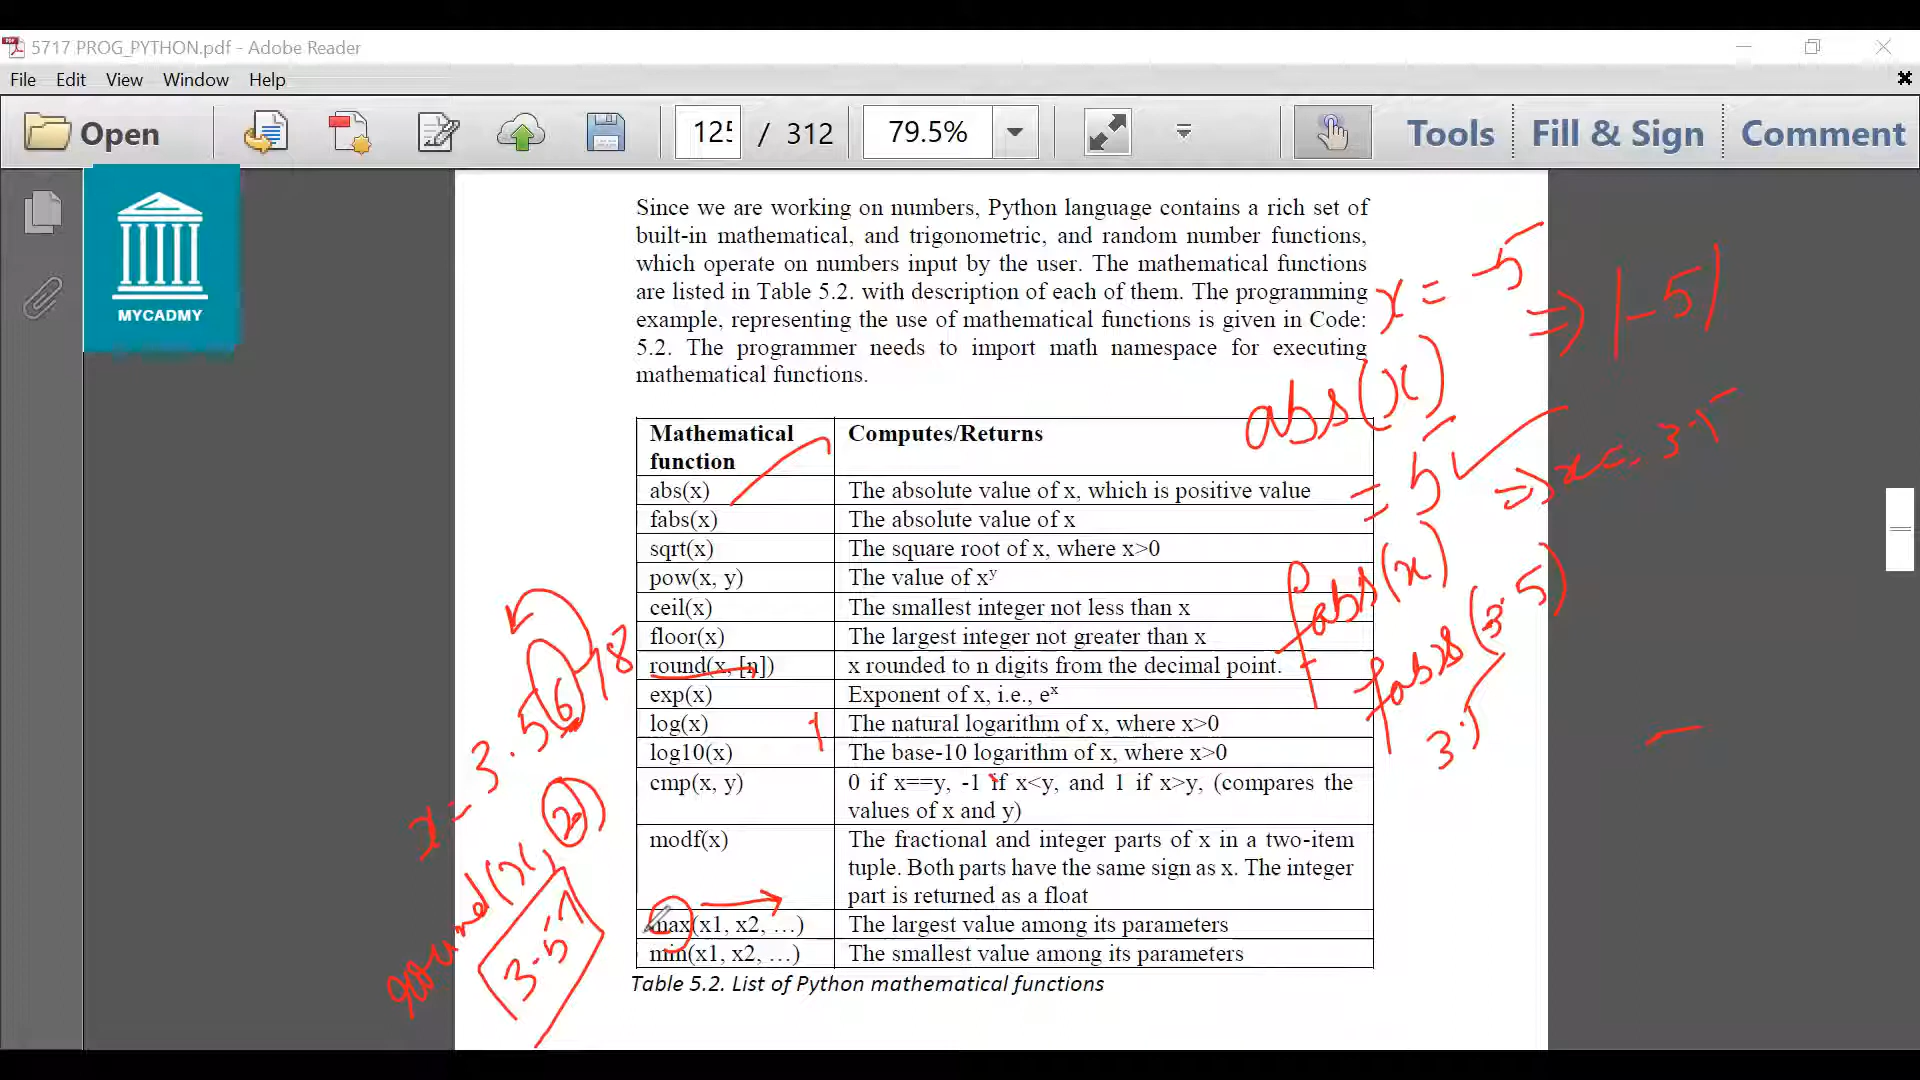 5717 PROG_PYTHON.pdf - Adobe Reader
File Edit View Window Help
Open 125 / 312 79.5% Tools Fill & Sign Comment
MYCADMY
Since we are working on numbers, Python language contains a rich set of
built-in mathematical, and trigonometric, and random number functions,
which operate on numbers input by the user. The mathematical functions
are listed in Table 5.2. with description of each of them. The programming
example, representing the use of mathematical functions is given in Code:
5.2. The programmer needs to import math namespace for executing
mathematical functions.
Mathematical function Computes/Returns
abs(x) The absolute value of x, which is positive value
fabs(x) The absolute value of x
sqrt(x) The square root of x, where x>0
pow(x, y) The value of xʸ
ceil(x) The smallest integer not less than x
floor(x) The largest integer not greater than x
round(x, [n]) x rounded to n digits from the decimal point.
exp(x) Exponent of x, i.e., eˣ
log(x) The natural logarithm of x, where x>0
log10(x) The base-10 logarithm of x, where x>0
cmp(x, y) 0 if x==y, -1 if x<y, and 1 if x>y, (compares the
values of x and y)
modf(x) The fractional and integer parts of x in a two-item
tuple. Both parts have the same sign as x. The integer
part is returned as a float
max(x1, x2, …) The largest value among its parameters
min(x1, x2, …) The smallest value among its parameters
Table 5.2. List of Python mathematical functions
x = -5 ⇒ |-5|
abs(x)
= 5 ⇒ x = 3.5
fabs(x)
fabs(3.5)
3.5
x = 3.56 18
round(x, 2)
3.57